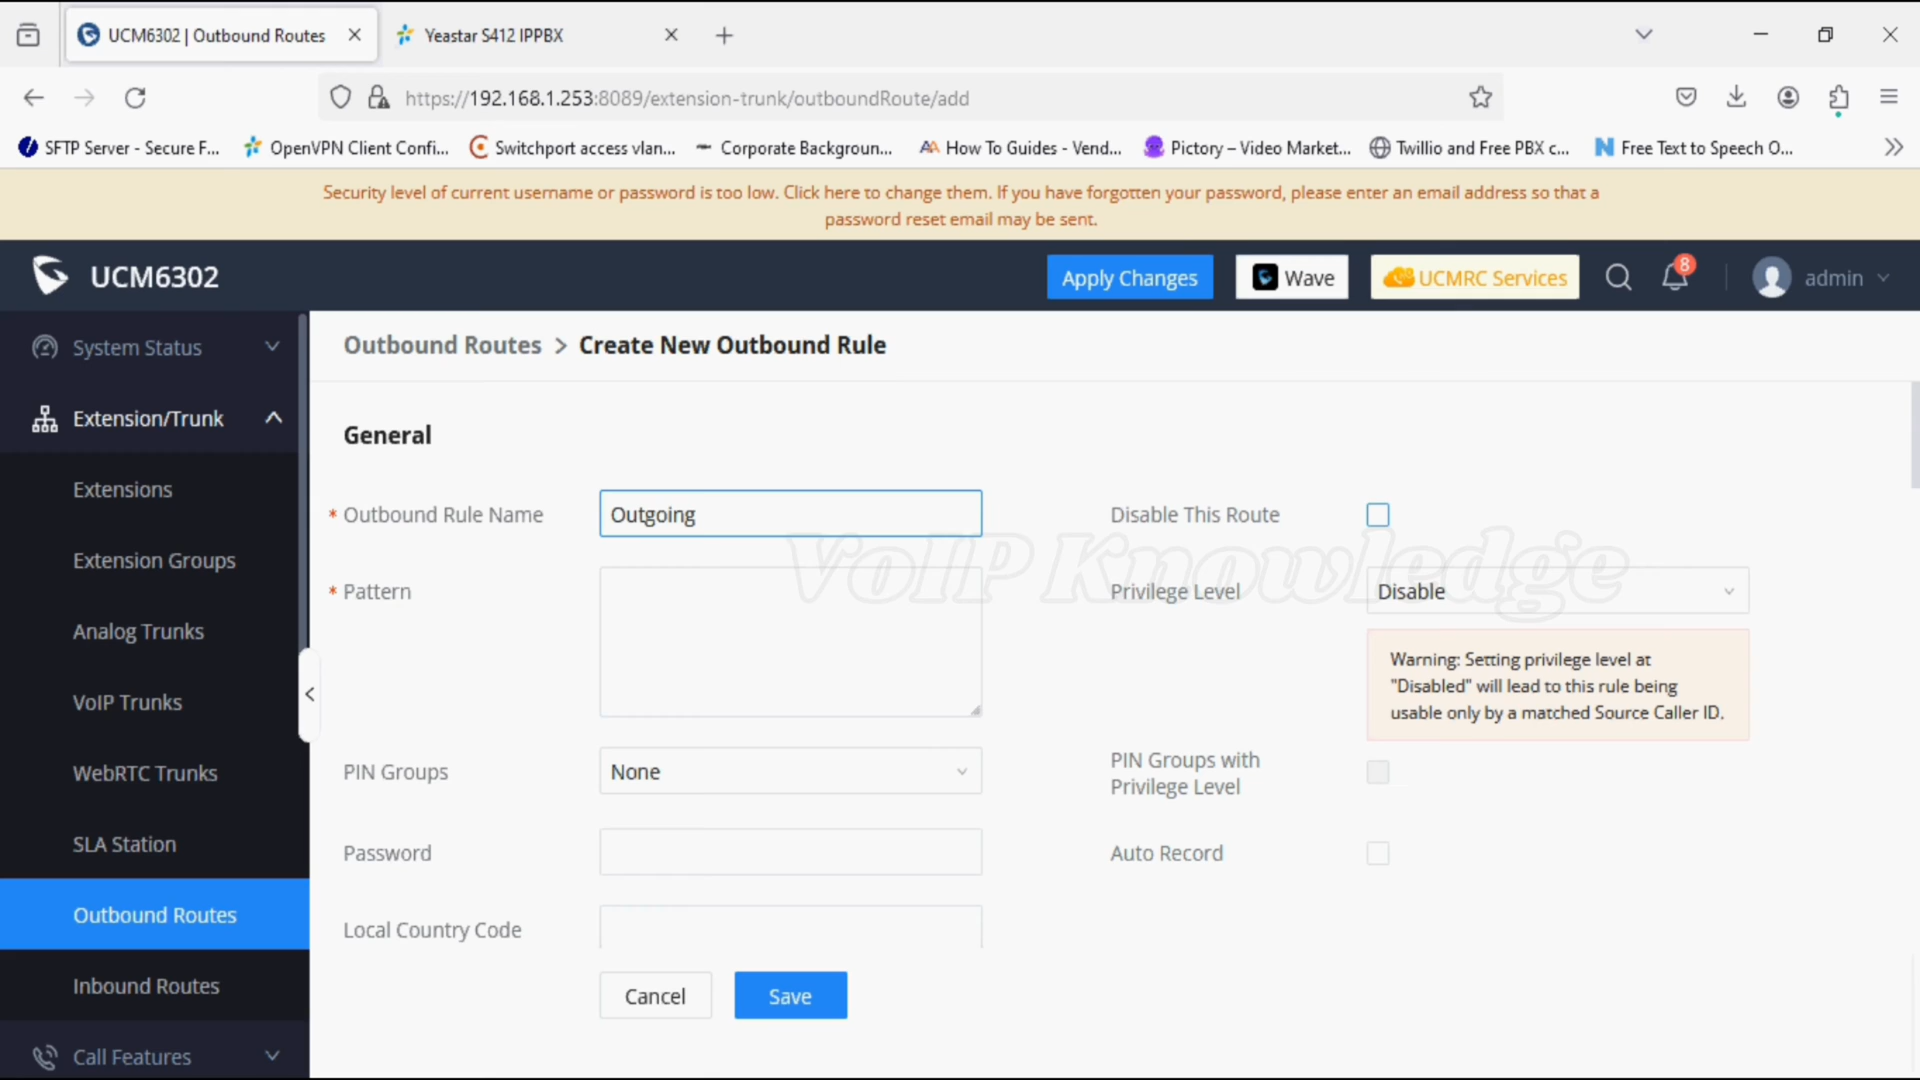 UCM6302 | Outbound Routes
Yeastar S412 IPPBX
https://192.168.1.253:8089/extension-trunk/outboundRoute/add
SFTP Server - Secure F...
OpenVPN Client Confi...
Switchport access vlan...
Corporate Backgroun...
How To Guides - Vend...
Pictory – Video Market...
Twillio and Free PBX c...
Free Text to Speech O...
Security level of current username or password is too low. Click here to change them. If you have forgotten your password, please enter an email address so that a
password reset email may be sent.
UCM6302
Apply Changes
Wave
UCMRC Services
8
admin
System Status
Extension/Trunk
Extensions
Extension Groups
Analog Trunks
VoIP Trunks
WebRTC Trunks
SLA Station
Outbound Routes
Inbound Routes
Call Features
Outbound Routes > Create New Outbound Rule
General
* Outbound Rule Name
Outgoing
Disable This Route
VoIP Knowledge
* Pattern
Privilege Level
Disable
Warning: Setting privilege level at
"Disabled" will lead to this rule being
usable only by a matched Source Caller ID.
PIN Groups
None
PIN Groups with
Privilege Level
Password
Auto Record
Local Country Code
Cancel
Save